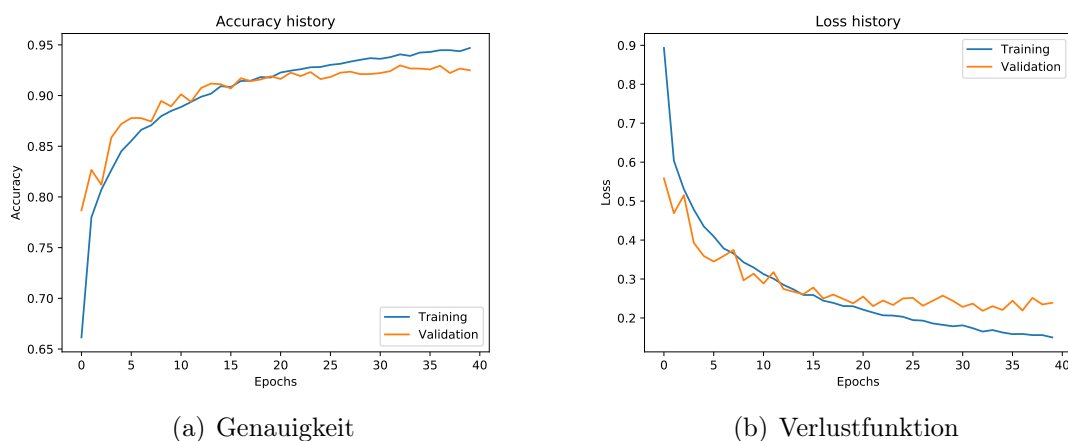 Accuracy history
0.95
0.90
0.85
0.80
0.75
0.70
0.65
Accuracy
Training
Validation
0 5 10 15 20 25 30 35 40
Epochs
(a) Genauigkeit
Loss history
0.9
0.8
0.7
0.6
0.5
0.4
0.3
0.2
Loss
Training
Validation
0 5 10 15 20 25 30 35 40
Epochs
(b) Verlustfunktion